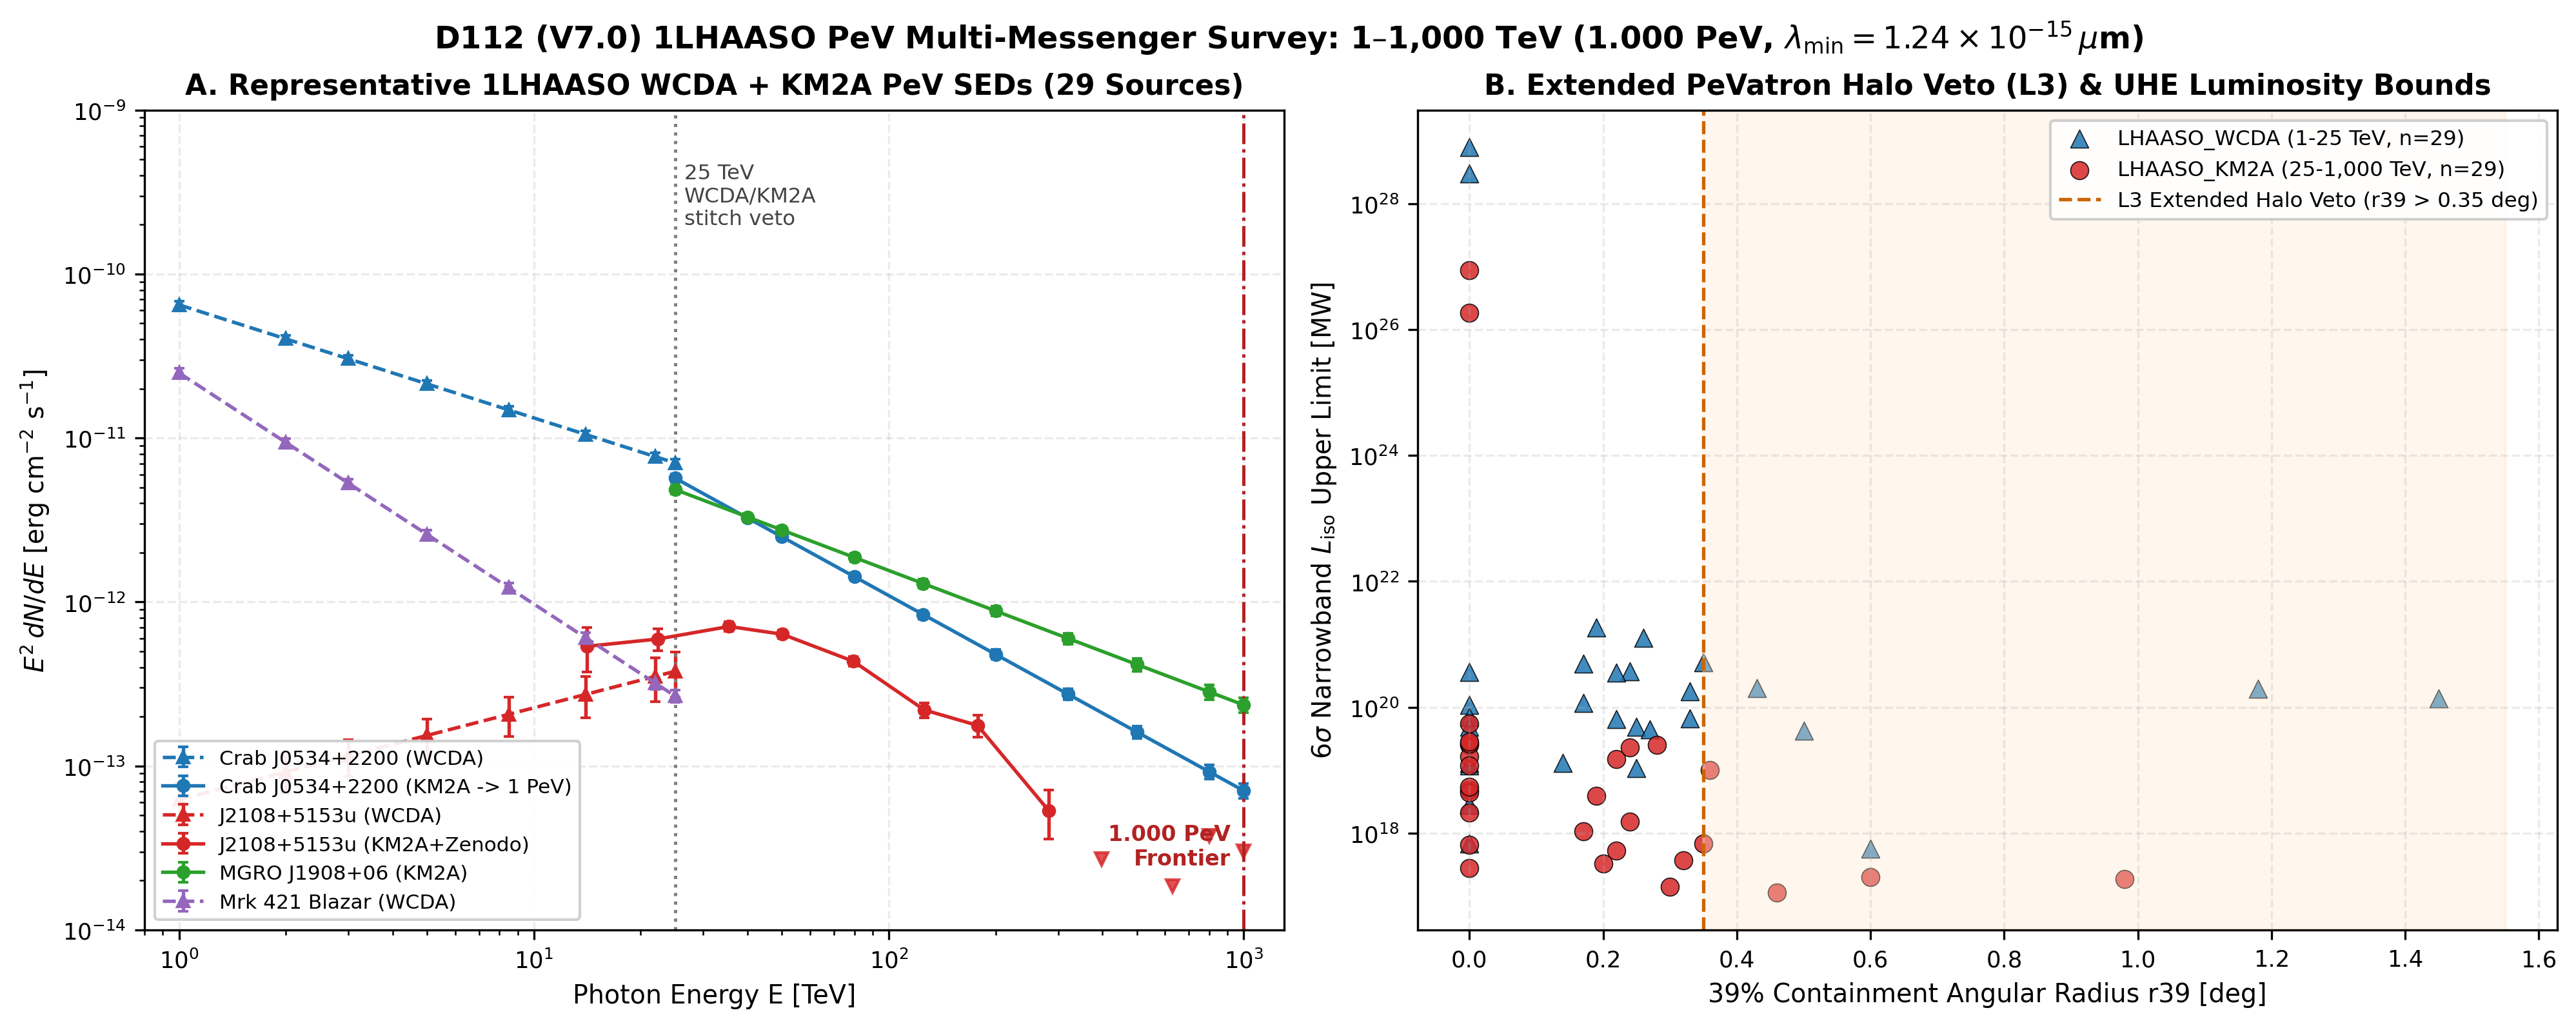 D112 (V7.0) 1LHAASO PeV Multi-Messenger Survey: 1–1,000 TeV (1.000 PeV, λ_min = 1.24 × 10⁻¹⁵ μm)
A. Representative 1LHAASO WCDA + KM2A PeV SEDs (29 Sources)
10⁻⁹
10⁻¹⁰
10⁻¹¹
10⁻¹²
10⁻¹³
10⁻¹⁴
E² dN/dE [erg cm⁻² s⁻¹]
25 TeV
WCDA/KM2A
stitch veto
1.000 PeV
Frontier
Crab J0534+2200 (WCDA)
Crab J0534+2200 (KM2A -> 1 PeV)
J2108+5153u (WCDA)
J2108+5153u (KM2A+Zenodo)
MGRO J1908+06 (KM2A)
Mrk 421 Blazar (WCDA)
10⁰ 10¹ 10² 10³
Photon Energy E [TeV]
B. Extended PeVatron Halo Veto (L3) & UHE Luminosity Bounds
LHAASO_WCDA (1-25 TeV, n=29)
LHAASO_KM2A (25-1,000 TeV, n=29)
L3 Extended Halo Veto (r39 > 0.35 deg)
10²⁸
10²⁶
10²⁴
10²²
10²⁰
10¹⁸
6σ Narrowband L_iso Upper Limit [MW]
0.0 0.2 0.4 0.6 0.8 1.0 1.2 1.4 1.6
39% Containment Angular Radius r39 [deg]